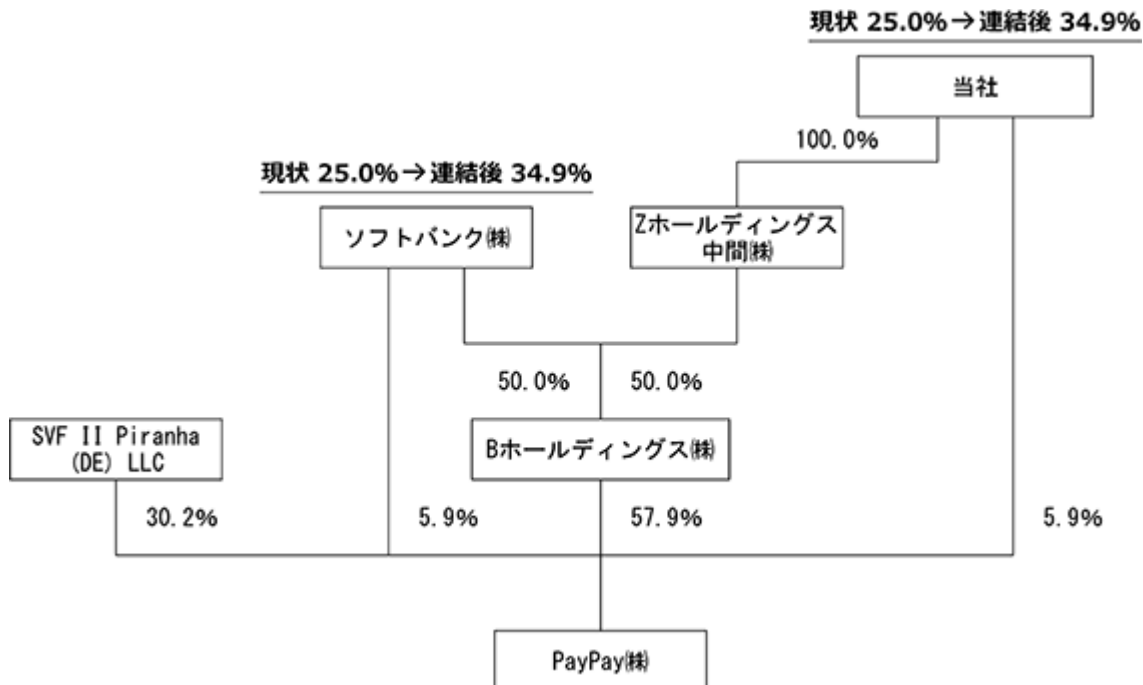 現状 25.0%→連結後 34.9%
当社
100.0%
現状 25.0%→連結後 34.9%
ソフトバンク㈱
Zホールディングス
中間㈱
50.0%
50.0%
SVF II Piranha
(DE) LLC
Bホールディングス㈱
30.2%
5.9%
57.9%
5.9%
PayPay㈱